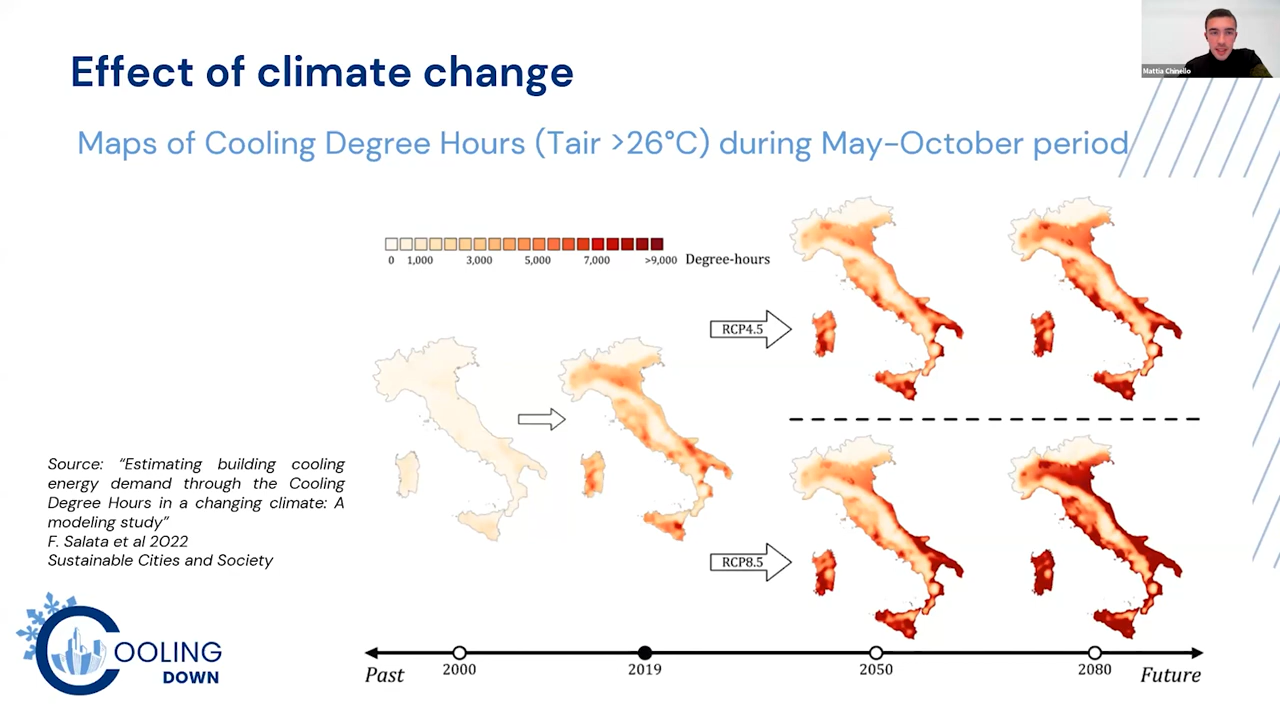 Effect of climate change
Mattia Chinello
Maps of Cooling Degree Hours (Tair >26°C) during May-October period
0 1,000 3,000 5,000 7,000 >9,000 Degree-hours
RCP4.5
RCP8.5
Source: “Estimating building cooling
energy demand through the Cooling
Degree Hours in a changing climate: A
modeling study”
F. Salata et al 2022
Sustainable Cities and Society
COOLING
DOWN
Past 2000 2019 2050 2080 Future